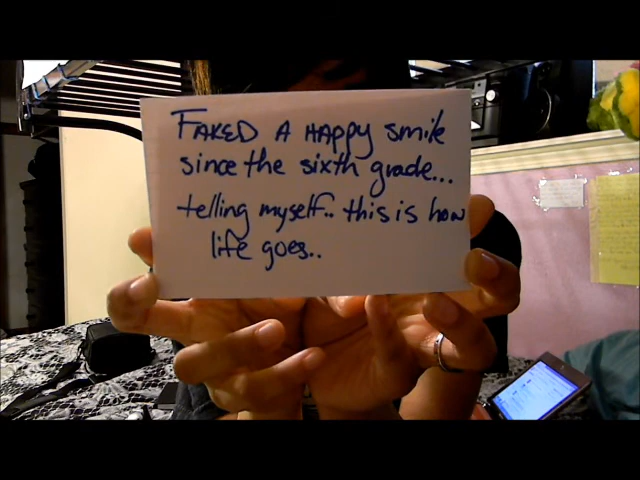 FAKED A HAPPY smile
since the sixth grade...
telling myself.. this is how
life goes..